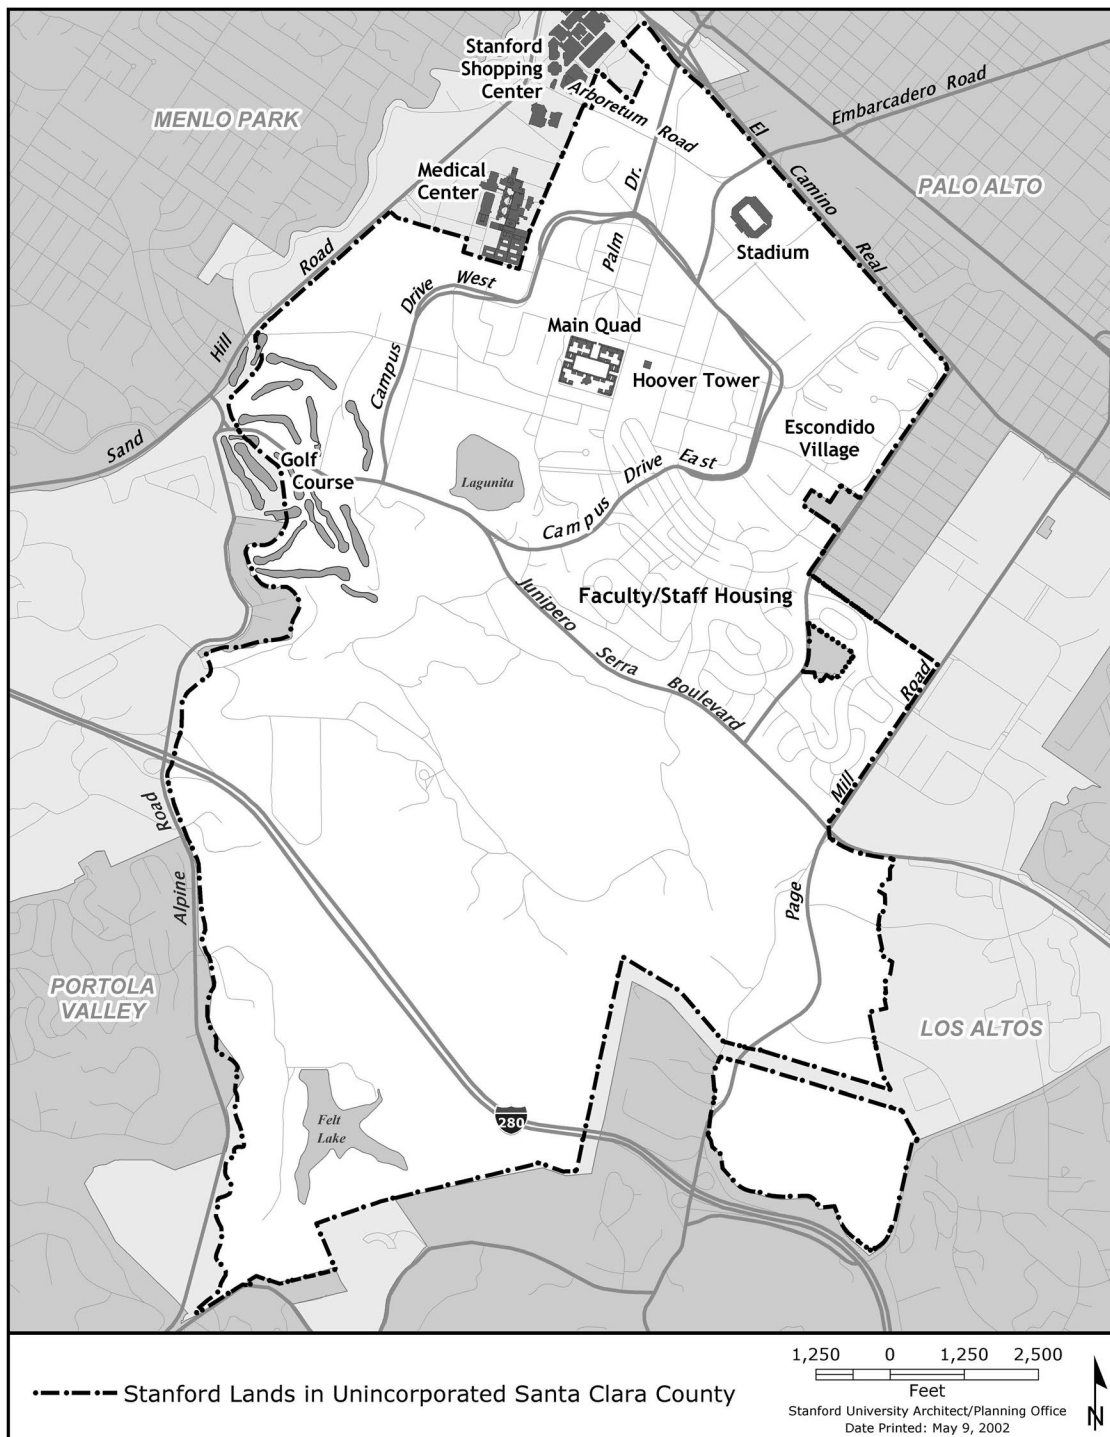 Stanford
Shopping
Center
MENLO PARK
Arboretum Road
El Camino Real
Embarcadero Road
PALO ALTO
Medical
Center
Palm Dr.
Stadium
Sand Hill Road
Campus Drive West
Main Quad
Hoover Tower
Escondido
Village
Golf
Course
Lagunita
Campus Drive East
Junipero Serra Boulevard
Faculty/Staff Housing
Page Mill Road
Alpine Road
PORTOLA
VALLEY
LOS ALTOS
Felt
Lake
280
Stanford Lands in Unincorporated Santa Clara County
1,250 0 1,250 2,500
Feet
Stanford University Architect/Planning Office
Date Printed: May 9, 2002
N